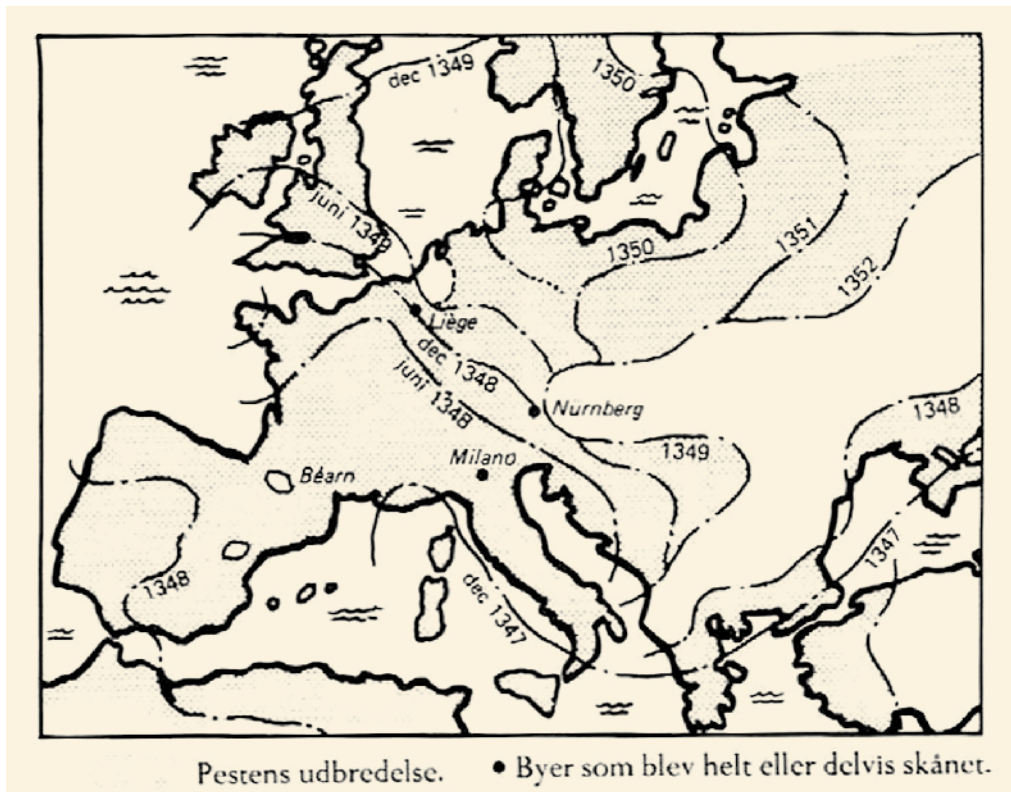 dec 1349
1350
juni 1349
1350
1351
1352
Liège
dec 1348
juni 1348
Nürnberg
1349
1348
Milano
Béarn
1348
1347
dec 1347
Pestens udbredelse.
• Byer som blev helt eller delvis skånet.